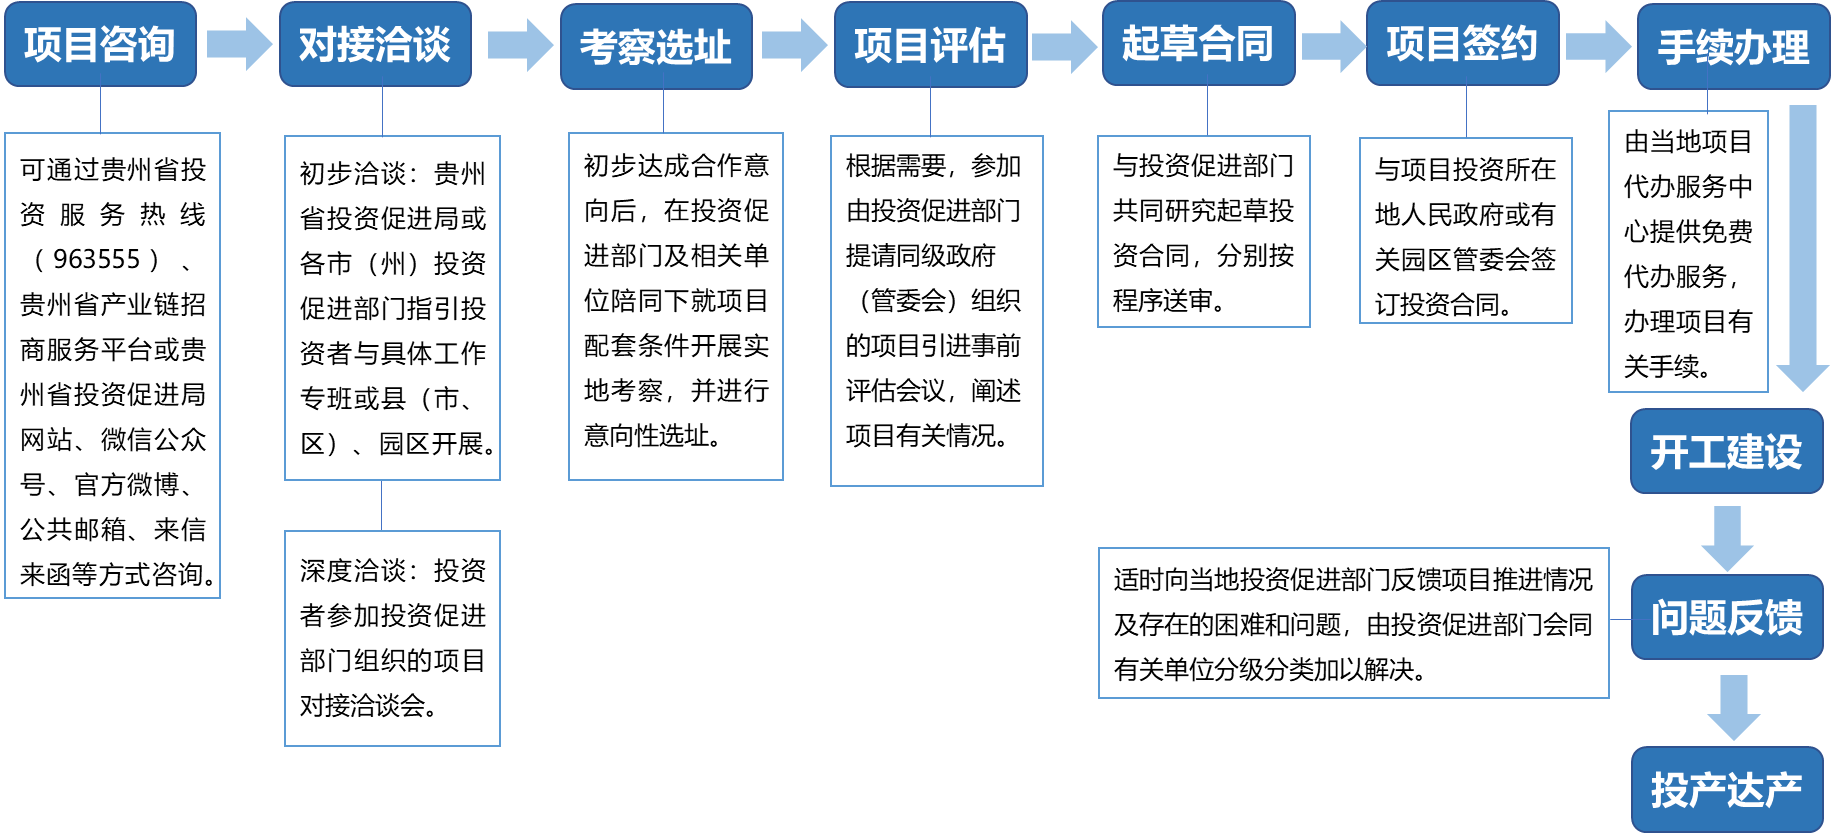 项目咨询
对接洽谈
考察选址
项目评估
起草合同
项目签约
手续办理
可通过贵州省投
资服务热线
（963555）、
贵州省产业链招
商服务平台或贵
州省投资促进局
网站、微信公众
号、官方微博、
公共邮箱、来信
来函等方式咨询。
初步洽谈：贵州
省投资促进局或
各市（州）投资
促进部门指引投
资者与具体工作
专班或县（市、
区）、园区开展。
深度洽谈：投资
者参加投资促进
部门组织的项目
对接洽谈会。
初步达成合作意
向后，在投资促
进部门及相关单
位陪同下就项目
配套条件开展实
地考察，并进行
意向性选址。
根据需要，参加
由投资促进部门
提请同级政府
（管委会）组织
的项目引进事前
评估会议，阐述
项目有关情况。
与投资促进部门
共同研究起草投
资合同，分别按
程序送审。
与项目投资所在
地人民政府或有
关园区管委会签
订投资合同。
由当地项目
代办服务中
心提供免费
代办服务，
办理项目有
关手续。
开工建设
问题反馈
适时向当地投资促进部门反馈项目推进情况
及存在的困难和问题，由投资促进部门会同
有关单位分级分类加以解决。
投产达产